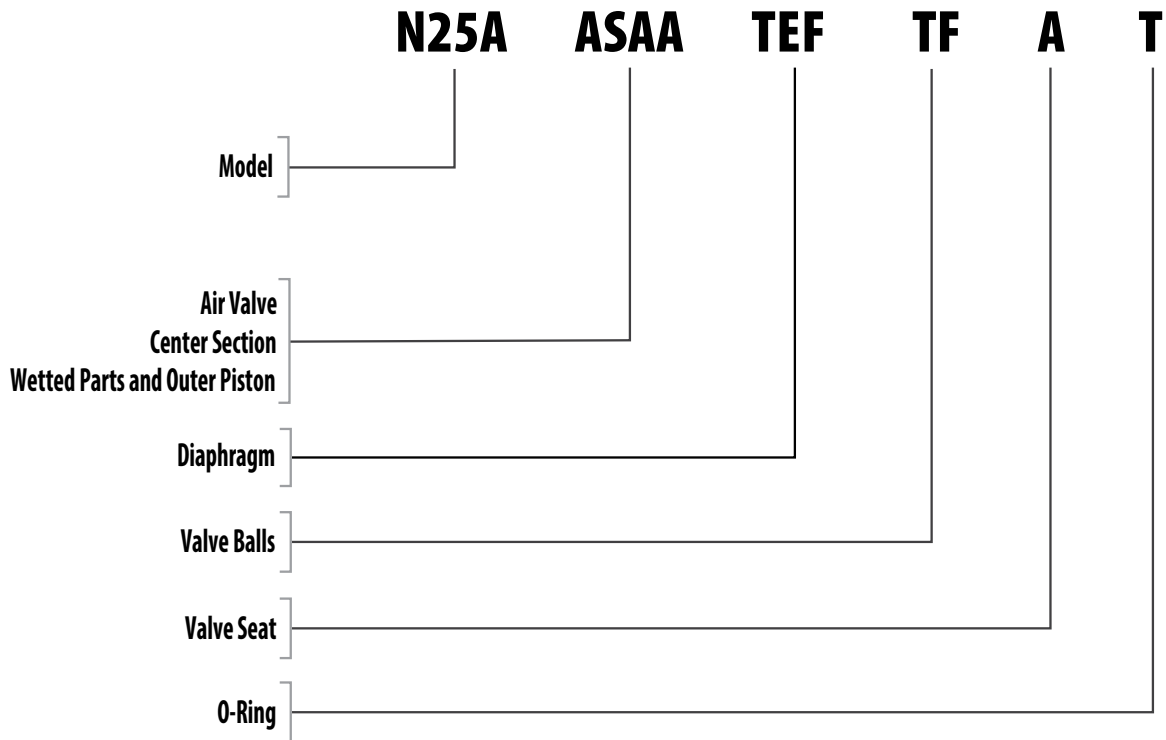 N25A ASAA TEF TF A T
Model
Air Valve
Center Section
Wetted Parts and Outer Piston
Diaphragm
Valve Balls
Valve Seat
O-Ring